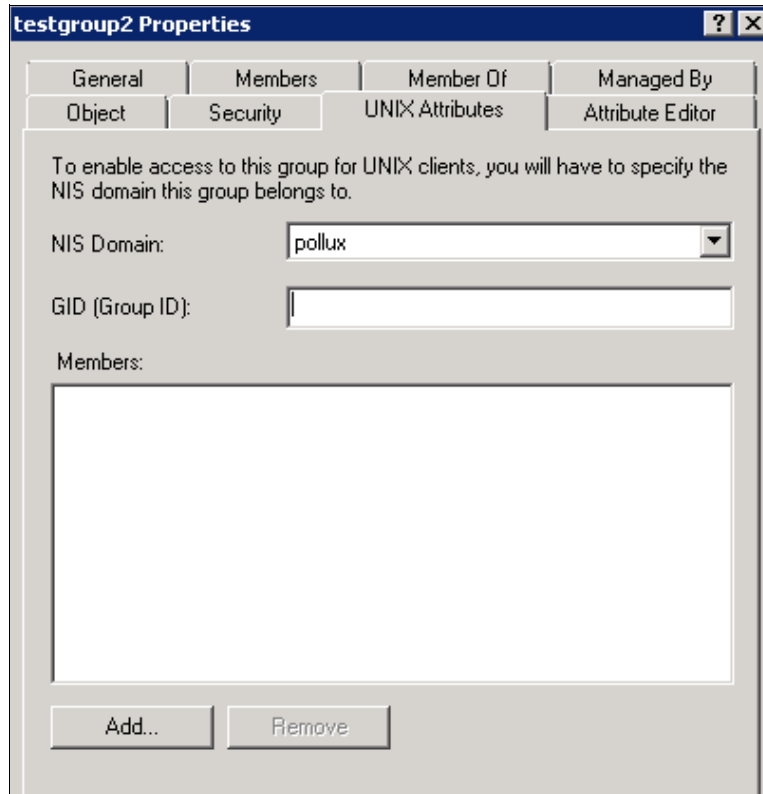 testgroup2 Properties
General Members Member Of Managed By
Object Security UNIX Attributes Attribute Editor
To enable access to this group for UNIX clients, you will have to specify the
NIS domain this group belongs to.
NIS Domain: pollux
GID (Group ID):
Members:
Add... Remove